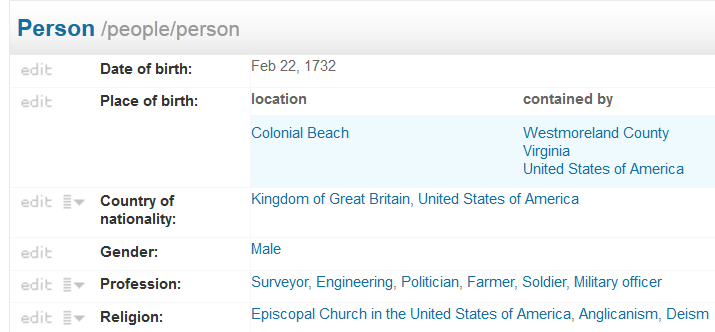 Person /people/person
edit Date of birth: Feb 22, 1732
edit Place of birth: location contained by
Colonial Beach Westmoreland County
Virginia
United States of America
edit Country of nationality: Kingdom of Great Britain, United States of America
edit Gender: Male
edit Profession: Surveyor, Engineering, Politician, Farmer, Soldier, Military officer
edit Religion: Episcopal Church in the United States of America, Anglicanism, Deism